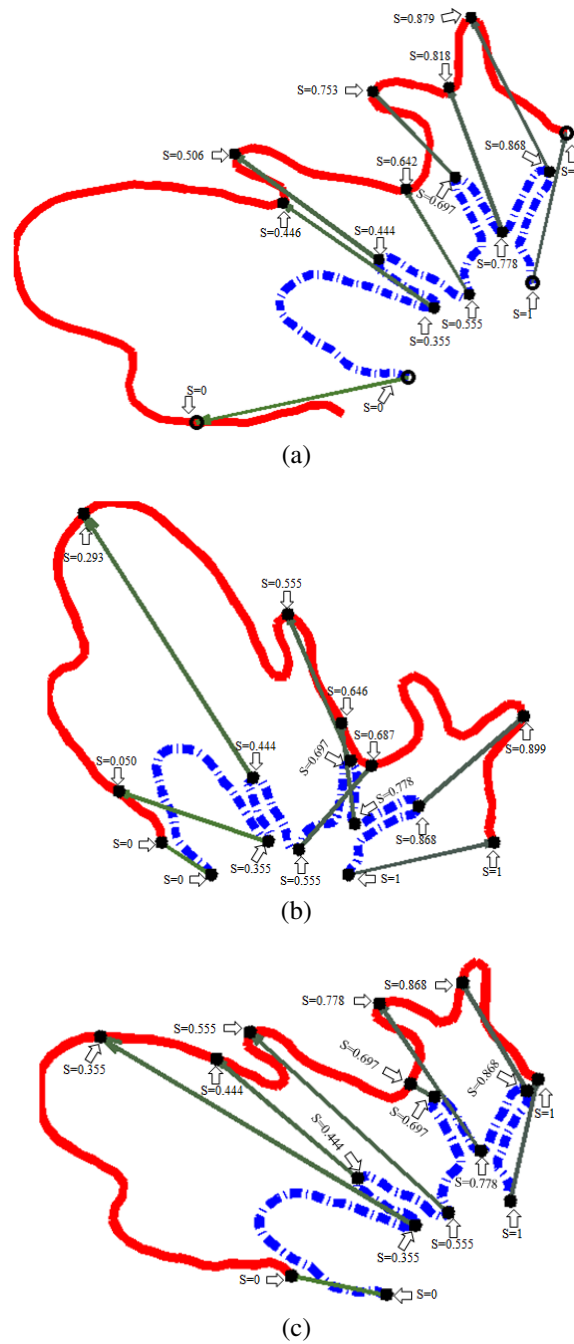 S=0.879
S=0.818
S=0.753
S=0.868
S=
S=0.506
S=0.642
S=0.697
S=0.446
S=0.444
S=0.778
S=0.555
S=1
S=0.355
S=0
S=0
(a)
S=0.293
S=0.555
S=0.646
S=0.697
S=0.687
S=0.444
S=0.899
S=0.050
S=0.778
S=0.868
S=0
S=0.355
S=0.555
S=1
S=0
S=1
(b)
S=0.868
S=0.778
S=0.555
S=0.355
S=0.444
S=0.697
S=0.868
S=0.697
S=1
S=0.444
S=0.778
S=0.555
S=0.355
S=1
S=0
S=0
(c)